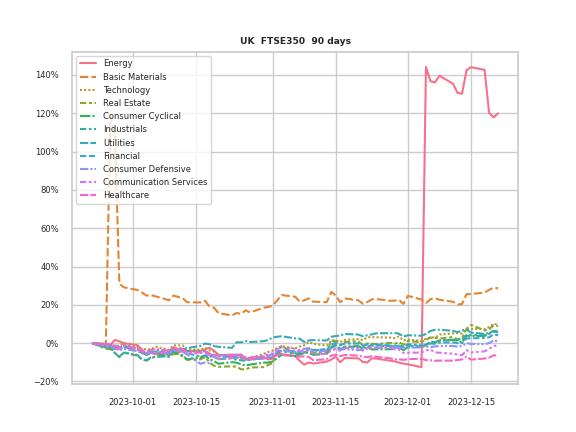 UK FTSE350 90 days
Energy
Basic Materials
Technology
Real Estate
Consumer Cyclical
Industrials
Utilities
Financial
Consumer Defensive
Communication Services
Healthcare
140%
120%
100%
80%
60%
40%
20%
0%
−20%
2023-10-01 2023-10-15 2023-11-01 2023-11-15 2023-12-01 2023-12-15